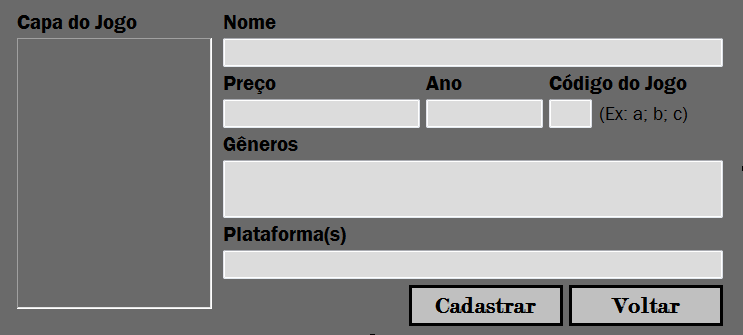 Capa do Jogo
Nome
Preço
Ano
Código do Jogo
(Ex: a; b; c)
Gêneros
Plataforma(s)
Cadastrar
Voltar